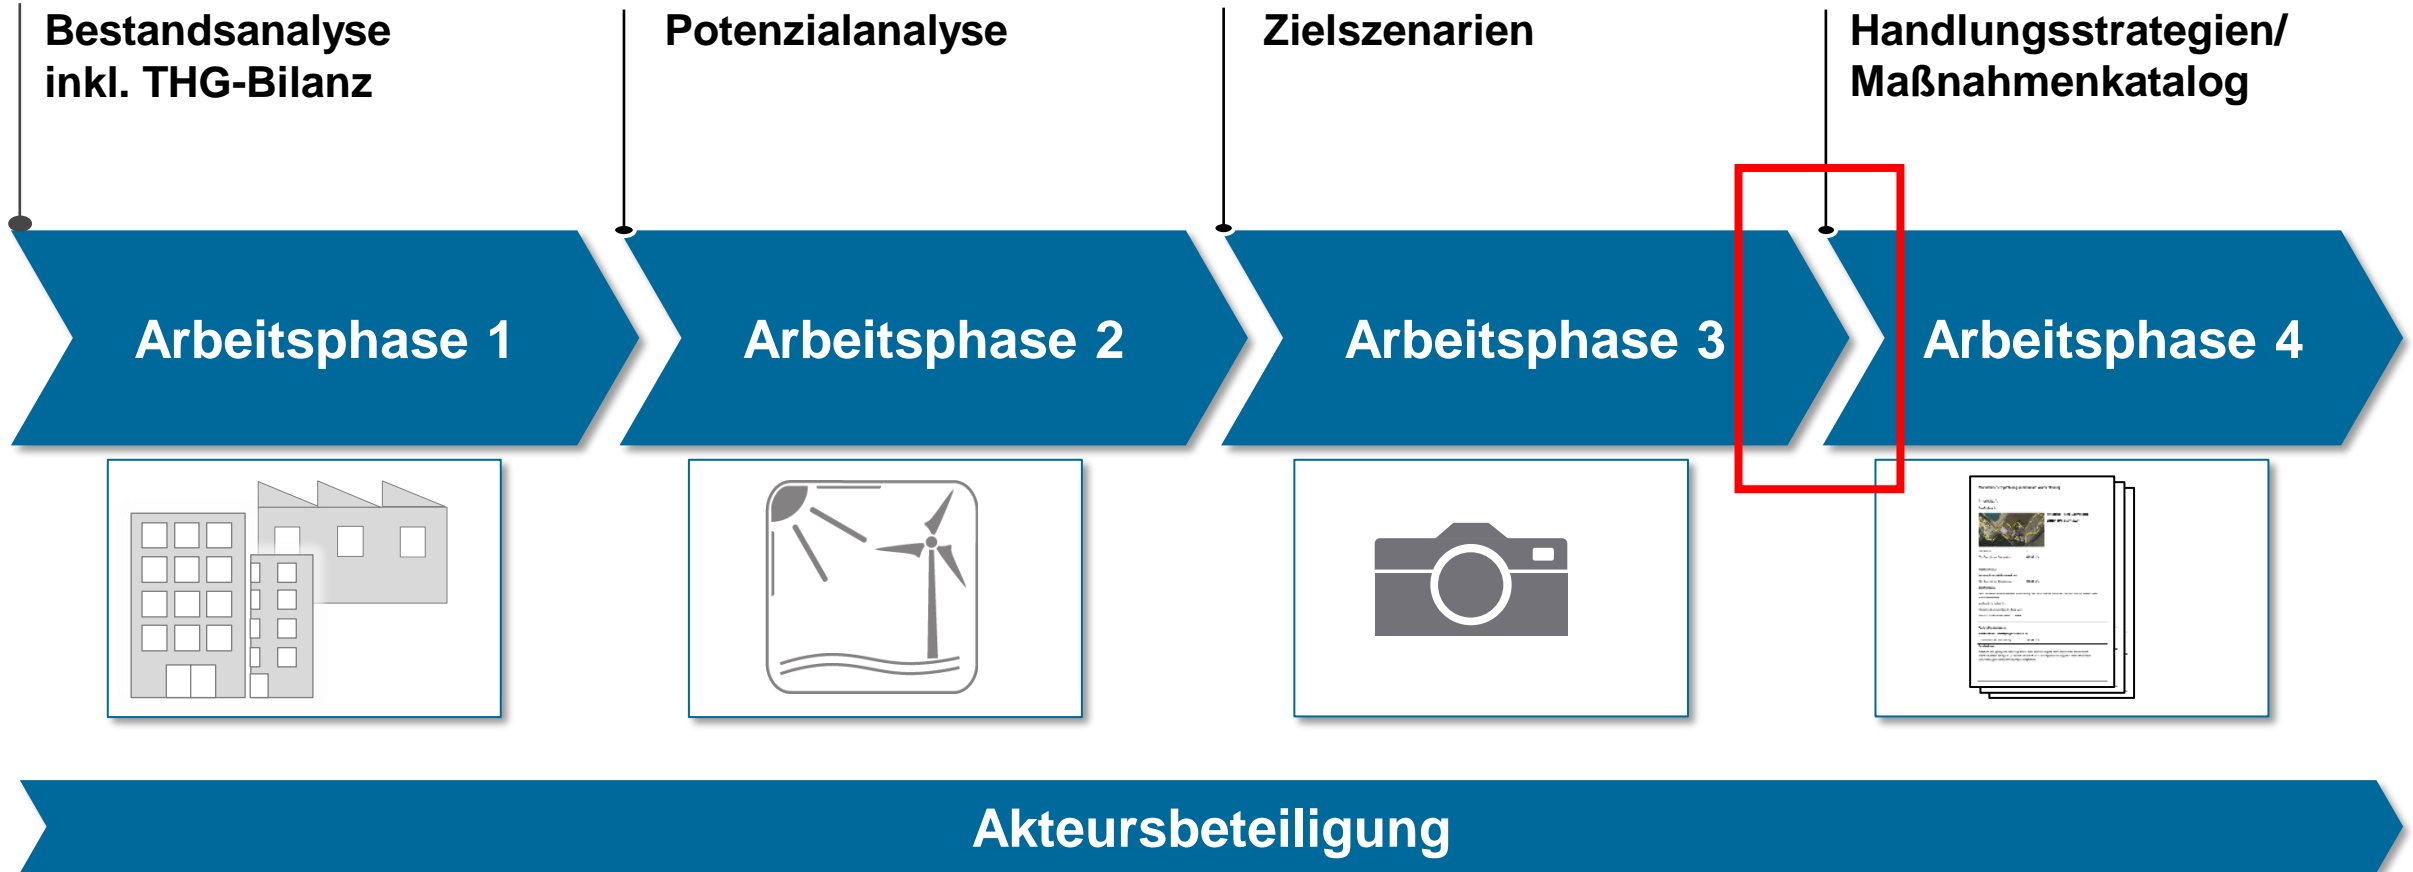 Bestandsanalyse
inkl. THG-Bilanz
Potenzialanalyse
Zielszenarien
Handlungsstrategien/
Maßnahmenkatalog
Arbeitsphase 1
Arbeitsphase 2
Arbeitsphase 3
Arbeitsphase 4
Akteursbeteiligung